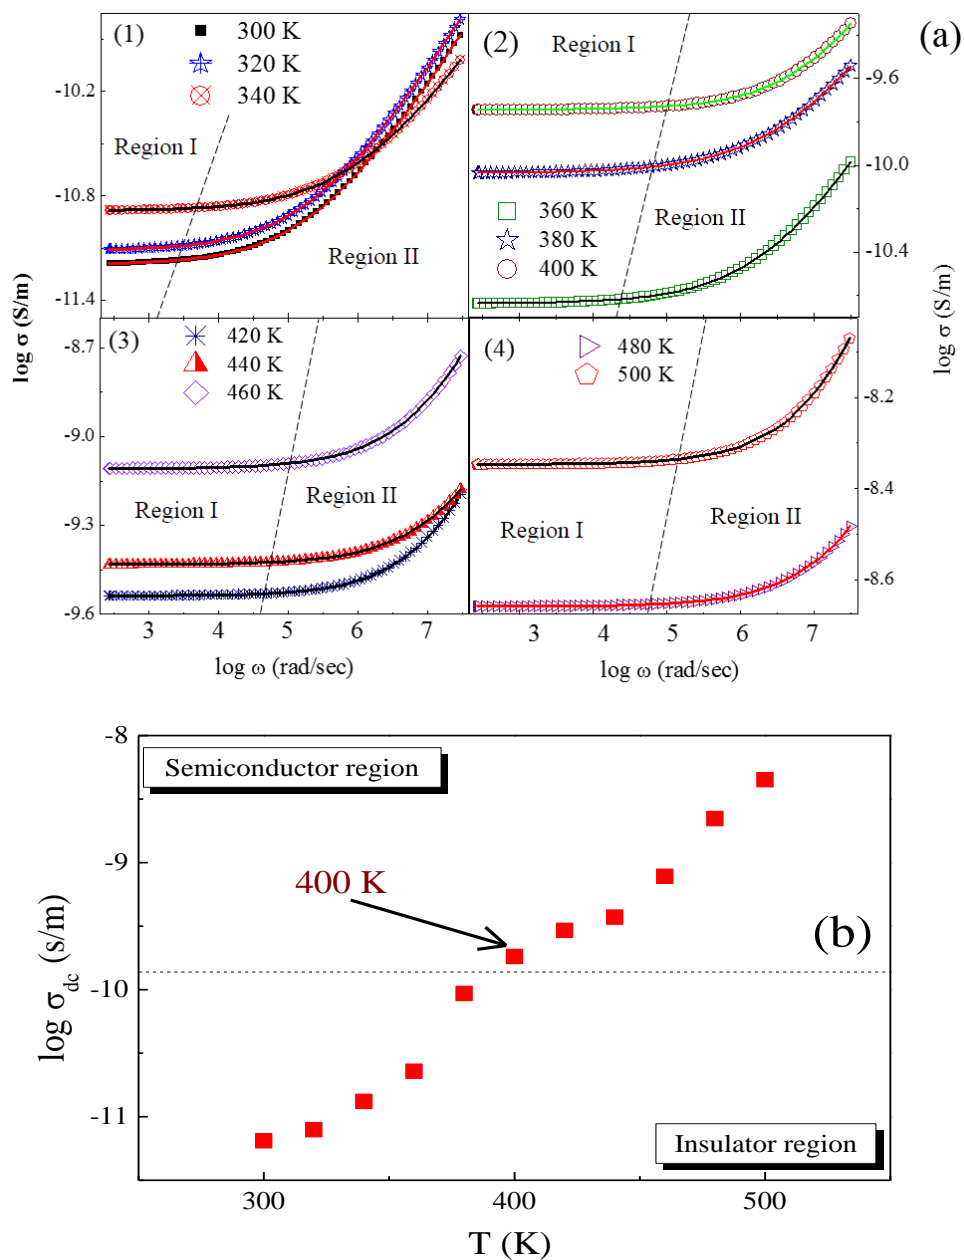 (1)
300 K
320 K
340 K
Region I
Region II
-10.2
-10.8
-11.4
(2)
(a)
Region I
Region II
360 K
380 K
400 K
-9.6
-10.0
-10.4
log σ (S/m)
log σ (S/m)
(3)
420 K
440 K
460 K
Region I
Region II
-8.7
-9.0
-9.3
-9.6
3 4 5 6 7
log ω (rad/sec)
(4)
480 K
500 K
Region I
Region II
-8.2
-8.4
-8.6
3 4 5 6 7
log ω (rad/sec)
-8
Semiconductor region
-9
400 K
(b)
-10
-11
log σdc (s/m)
Insulator region
300 400 500
T (K)